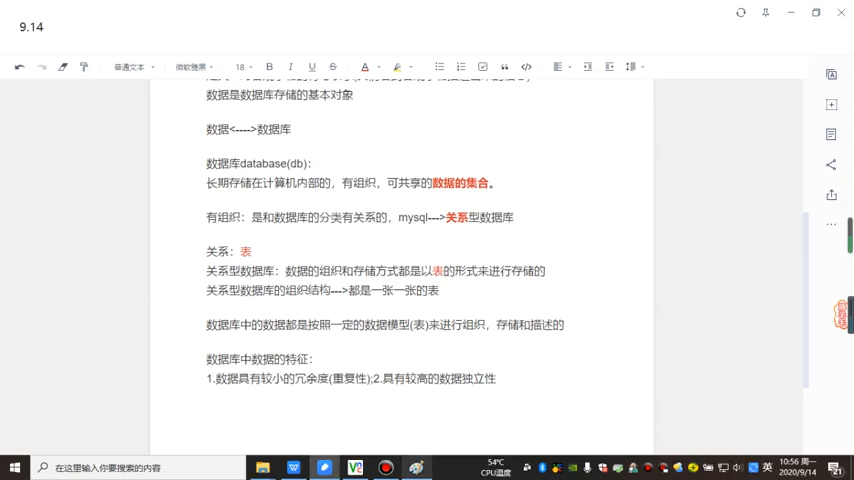 9.14
普通文本
微软雅黑
18
数据是数据库存储的基本对象
数据<---->数据库
数据库database(db):
长期存储在计算机内部的，有组织，可共享的数据的集合。
有组织：是和数据库的分类有关系的，mysql--->关系型数据库
关系：表
关系型数据库：数据的组织和存储方式都是以表的形式来进行存储的
关系型数据库的组织结构--->都是一张一张的表
数据库中的数据都是按照一定的数据模型(表)来进行组织，存储和描述的
数据库中数据的特征：
1.数据具有较小的冗余度(重复性);2.具有较高的数据独立性
在这里输入你要搜索的内容
54℃
CPU温度
英
10:56 周一
2020/9/14
21